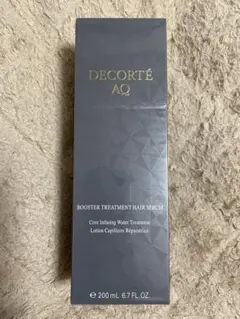 DECORTÉ
AQ
BOOSTER TREATMENT HAIR SERUM
Core Infusing Water Treatment
Lotion Capillaire Réparatrice
℮ 200 mL 6.7 FL.OZ.